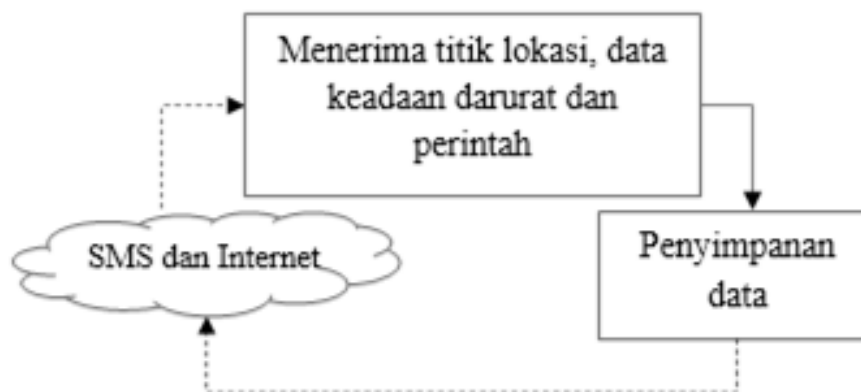 Menerima titik lokasi, data
keadaan darurat dan
perintah
SMS dan Internet
Penyimpanan
data